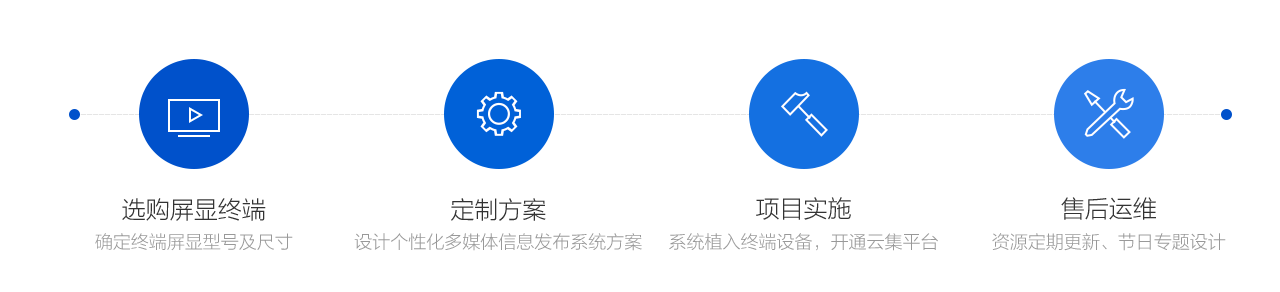 选购屏显终端
确定终端屏显型号及尺寸
定制方案
设计个性化多媒体信息发布系统方案
项目实施
系统植入终端设备，开通云集平台
售后运维
资源定期更新、节日专题设计